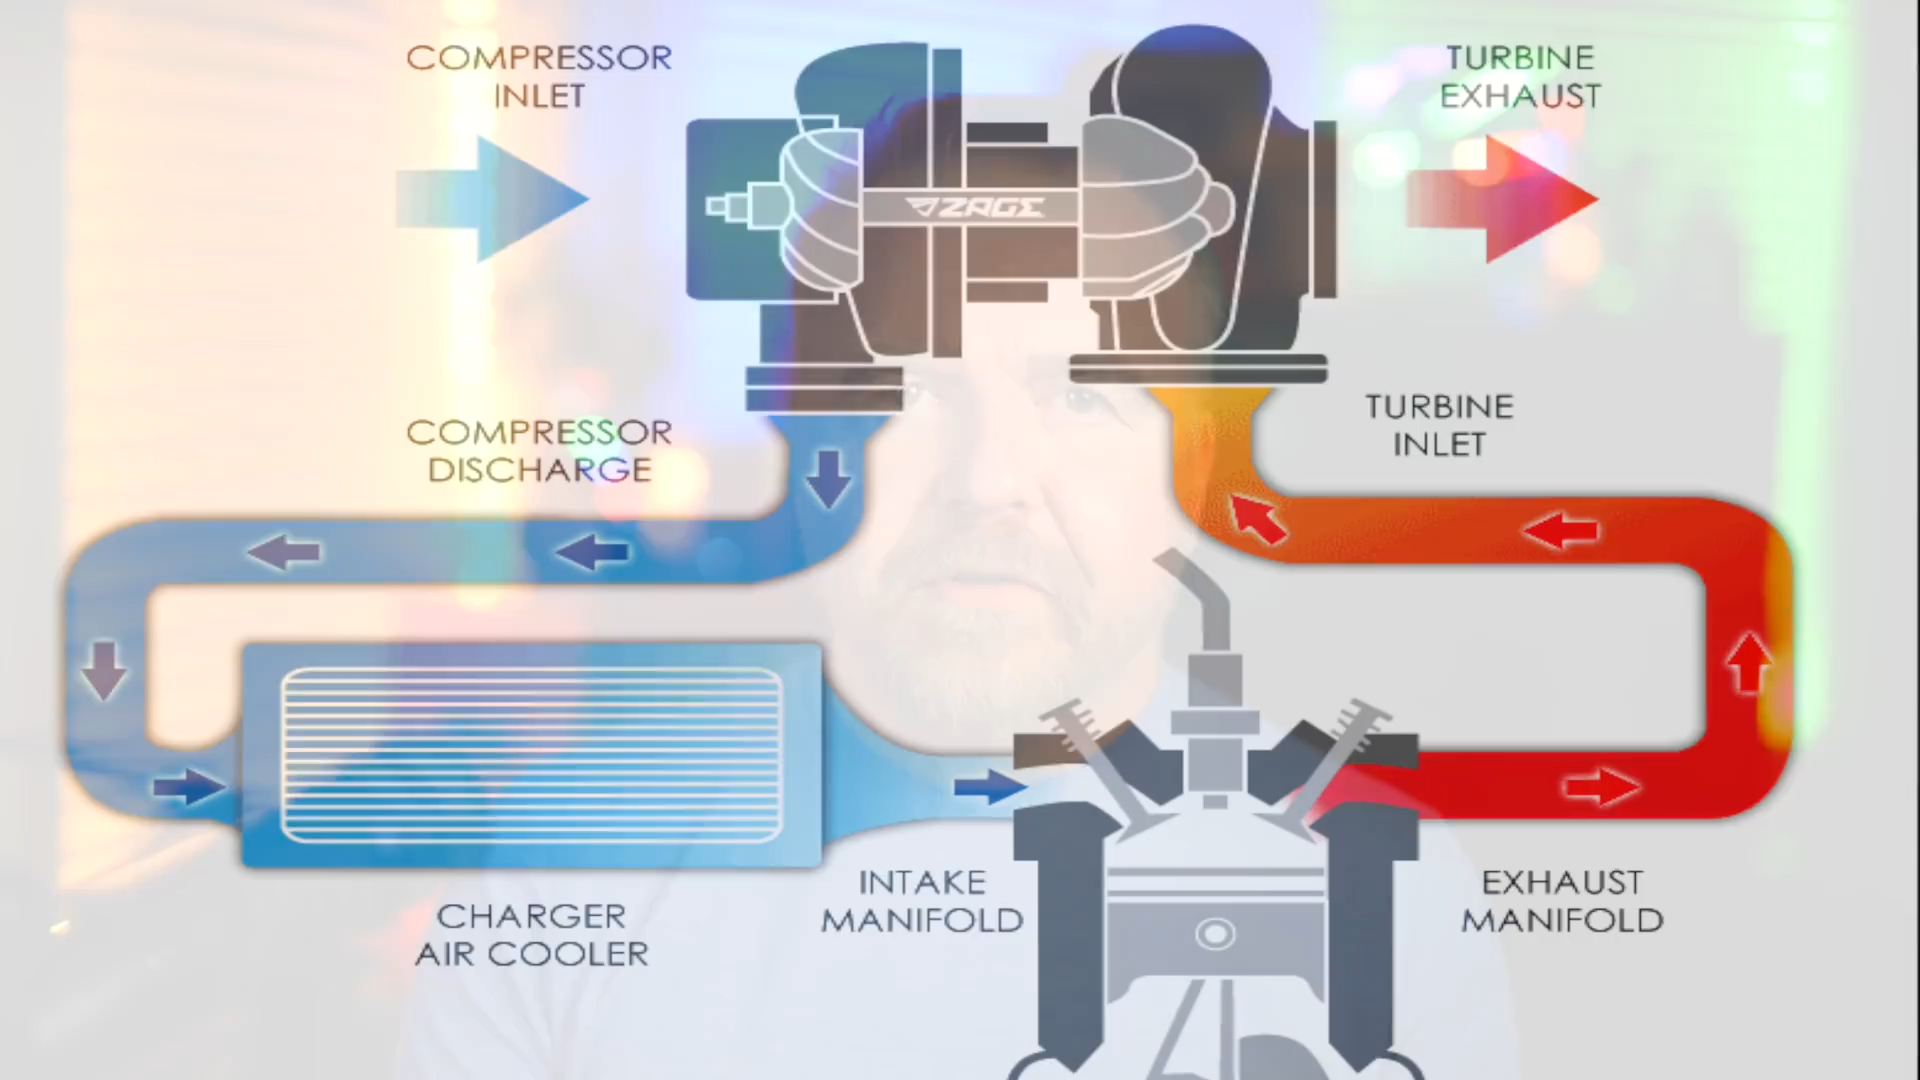 COMPRESSOR
INLET
TURBINE
EXHAUST
ZAGE
TURBINE
INLET
COMPRESSOR
DISCHARGE
INTAKE
MANIFOLD
EXHAUST
MANIFOLD
CHARGER
AIR COOLER